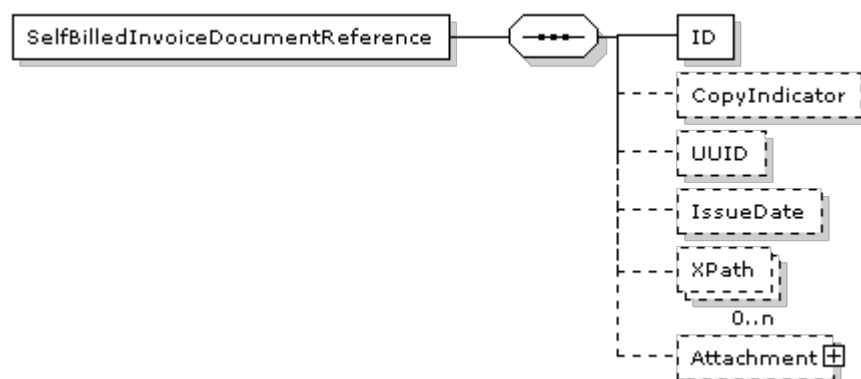 SelfBilledInvoiceDocumentReference
ID
CopyIndicator
UUID
IssueDate
XPath
0..n
Attachment